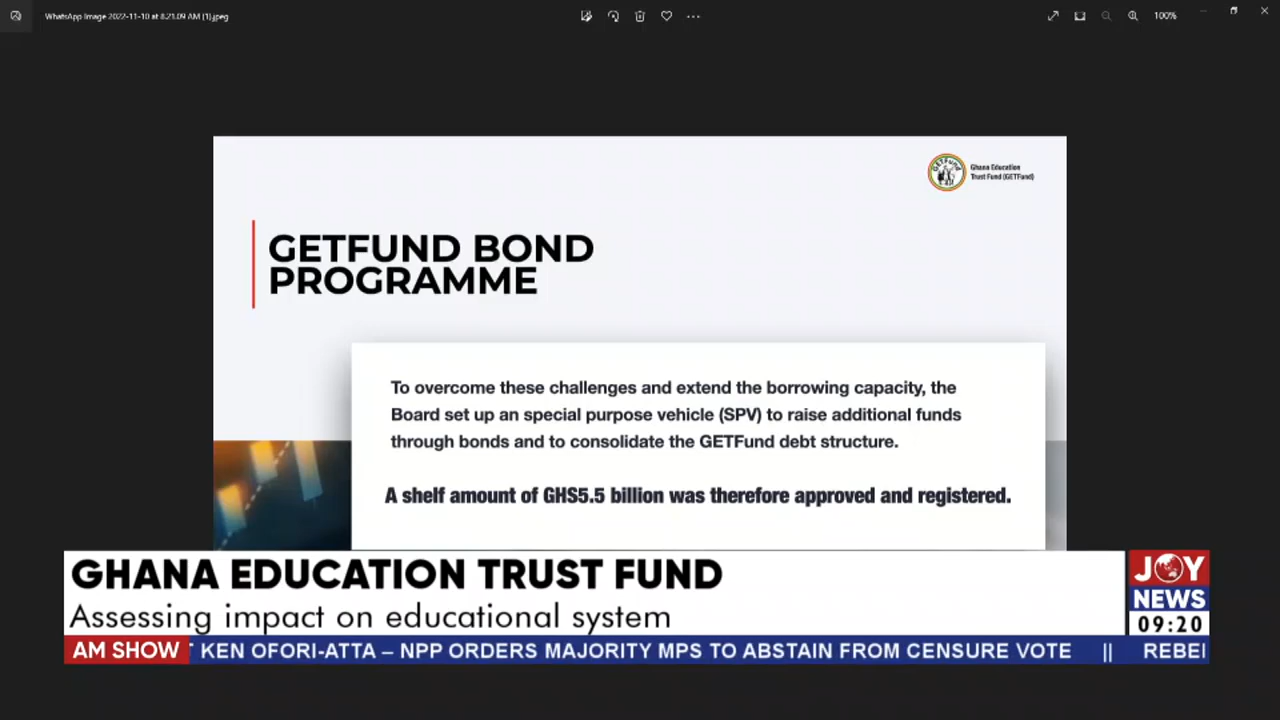 WhatsApp Image 2022-11-10 at 8.21.09 AM (1).jpeg
100%
GETFund
Ghana Education
Trust Fund (GETFund)
GETFUND BOND
PROGRAMME
To overcome these challenges and extend the borrowing capacity, the
Board set up an special purpose vehicle (SPV) to raise additional funds
through bonds and to consolidate the GETFund debt structure.
A shelf amount of GHS5.5 billion was therefore approved and registered.
GHANA EDUCATION TRUST FUND
Assessing impact on educational system
JOY
NEWS
09:20
AM SHOW
KEN OFORI-ATTA – NPP ORDERS MAJORITY MPS TO ABSTAIN FROM CENSURE VOTE || REBEL